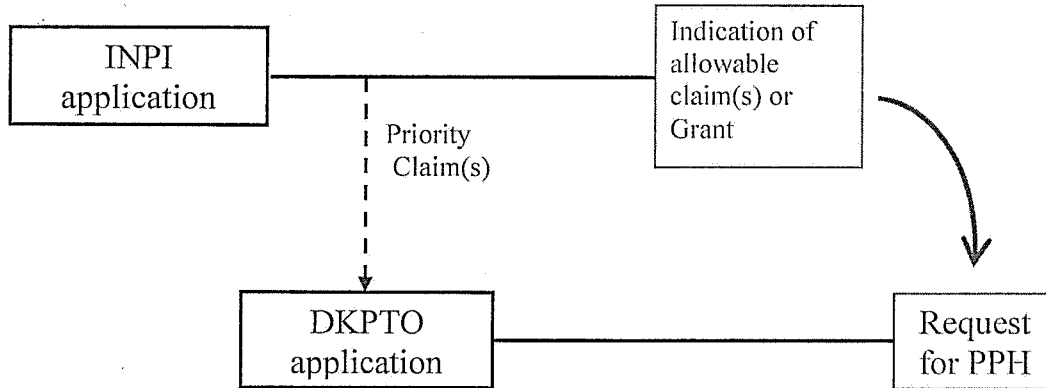 INPI
application
Indication of
allowable
claim(s) or
Grant
Priority
Claim(s)
DKPTO
application
Request
for PPH